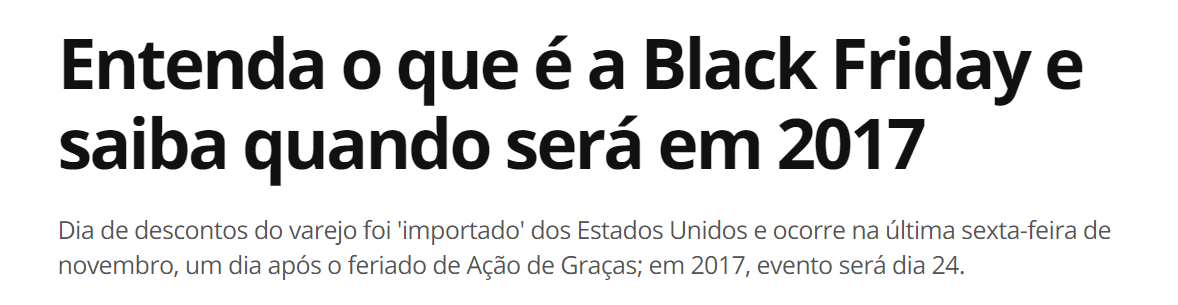 Entenda o que é a Black Friday e
saiba quando será em 2017
Dia de descontos do varejo foi 'importado' dos Estados Unidos e ocorre na última sexta-feira de
novembro, um dia após o feriado de Ação de Graças; em 2017, evento será dia 24.